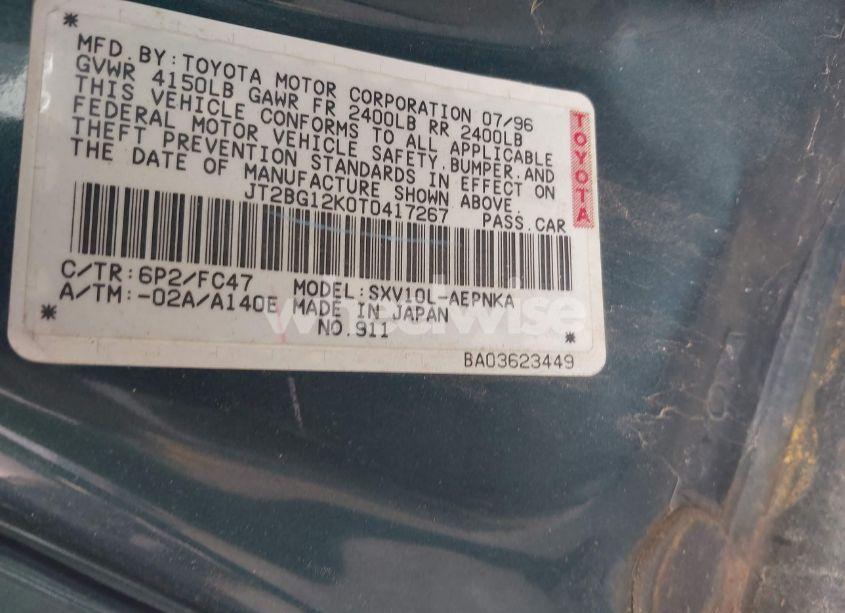 MFD. BY: TOYOTA MOTOR CORPORATION 07/96
GVWR 4150LB GAWR FR 2400LB RR 2400LB
THIS VEHICLE CONFORMS TO ALL APPLICABLE
FEDERAL MOTOR VEHICLE SAFETY, BUMPER, AND
THEFT PREVENTION STANDARDS IN EFFECT ON
THE DATE OF MANUFACTURE SHOWN ABOVE.
JT2BG12K0T0417267 PASS. CAR
TOYOTA
C/TR: 6P2/FC47 MODEL: SXV10L-AEPNKA
A/TM: -02A/A140E MADE IN JAPAN
NO. 911
BA03623449
wheelwise